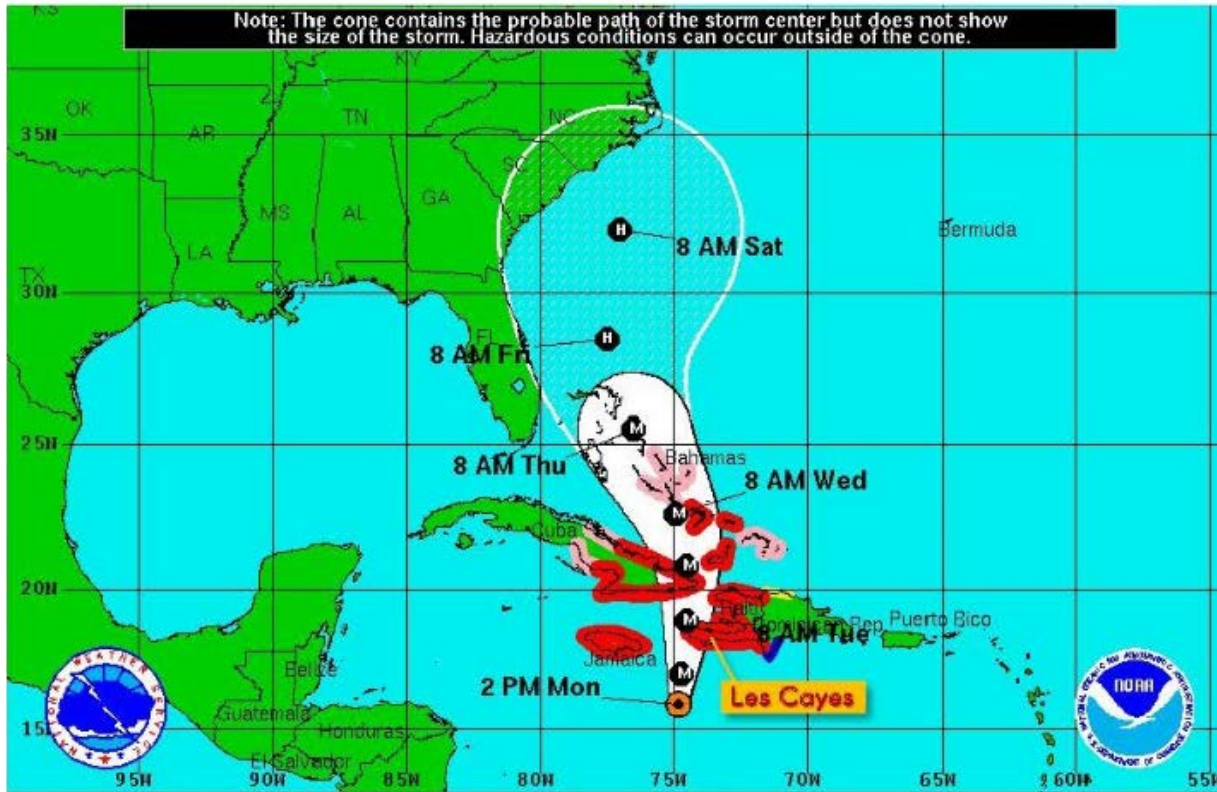 Note: The cone contains the probable path of the storm center but does not show
the size of the storm. Hazardous conditions can occur outside of the cone.
KY
OK
TN
NC
35N
AR
SC
MS
AL
GA
Bermuda
8 AM Sat
LA
TX
30N
FL
8 AM Fri
25N
8 AM Thu
Bahamas
8 AM Wed
Cuba
20N
Haiti
Dominican Rep
Puerto Rico
8 AM Tue
Jamaica
Belize
2 PM Mon
Les Cayes
Guatemala
15N
Honduras
El Salvador
95W
90W
85W
80W
75W
70W
65W
60W
55W
H
H
M
M
M
M
M
NATIONAL WEATHER SERVICE
NOAA